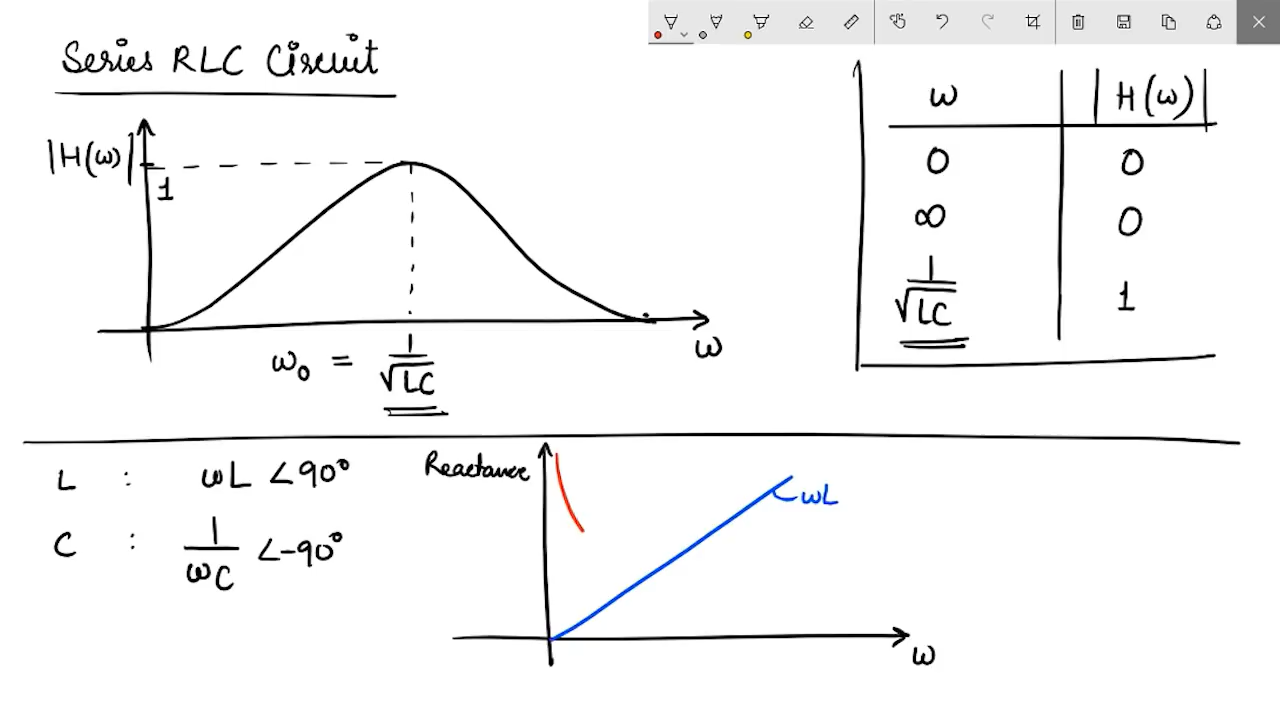 Series RLC Circuit
|H(ω)|
1
ω
ω₀ = 1/√LC
ω |H(ω)|
0 0
∞ 0
1/√LC 1
L : ωL ∠90°
C : 1/ωC ∠-90°
Reactance
ωL
ω